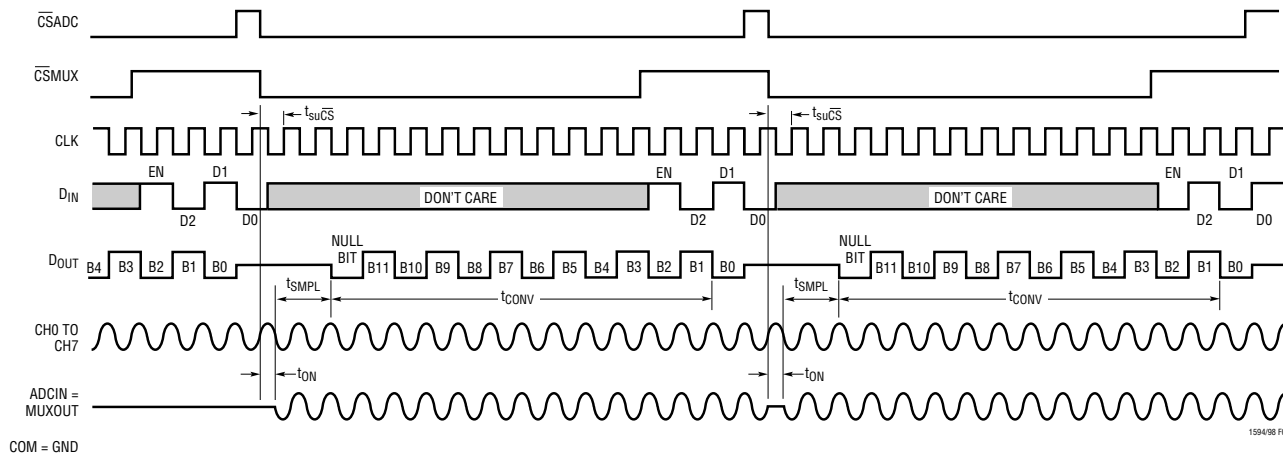 CSADC
CSMUX
tsuCS tsuCS
CLK
EN D1 EN D1 EN D1
DIN DON'T CARE DON'T CARE
D2 D0 D2 D0 D2 D0
NULL BIT NULL BIT
DOUT
B4 B3 B2 B1 B0 B11 B10 B9 B8 B7 B6 B5 B4 B3 B2 B1 B0 B11 B10 B9 B8 B7 B6 B5 B4 B3 B2 B1 B0
tSMPL tCONV tSMPL tCONV
CH0 TO
CH7
tON tON
ADCIN =
MUXOUT
COM = GND
1594/98